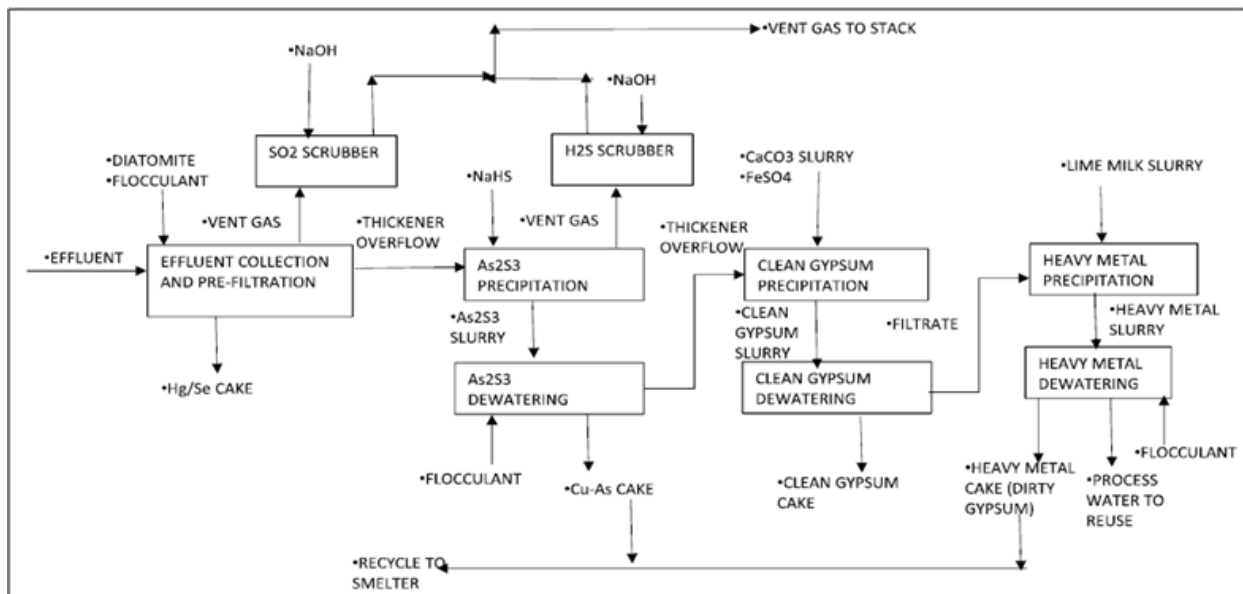 •VENT GAS TO STACK
•NaOH
•NaOH
SO2 SCRUBBER
H2S SCRUBBER
•DIATOMITE
•FLOCCULANT
•CaCO3 SLURRY
•FeSO4
•LIME MILK SLURRY
•NaHS
•VENT GAS
•THICKENER
OVERFLOW
•VENT GAS
•THICKENER
OVERFLOW
•EFFLUENT
EFFLUENT COLLECTION
AND PRE-FILTRATION
As2S3
PRECIPITATION
CLEAN GYPSUM
PRECIPITATION
HEAVY METAL
PRECIPITATION
•As2S3
SLURRY
•CLEAN
GYPSUM
SLURRY
•FILTRATE
•HEAVY METAL
SLURRY
•Hg/Se CAKE
As2S3
DEWATERING
CLEAN GYPSUM
DEWATERING
HEAVY METAL
DEWATERING
•FLOCCULANT
•Cu-As CAKE
•CLEAN GYPSUM
CAKE
•HEAVY METAL
CAKE (DIRTY
GYPSUM)
•PROCESS
WATER TO
REUSE
•FLOCCULANT
•RECYCLE TO
SMELTER